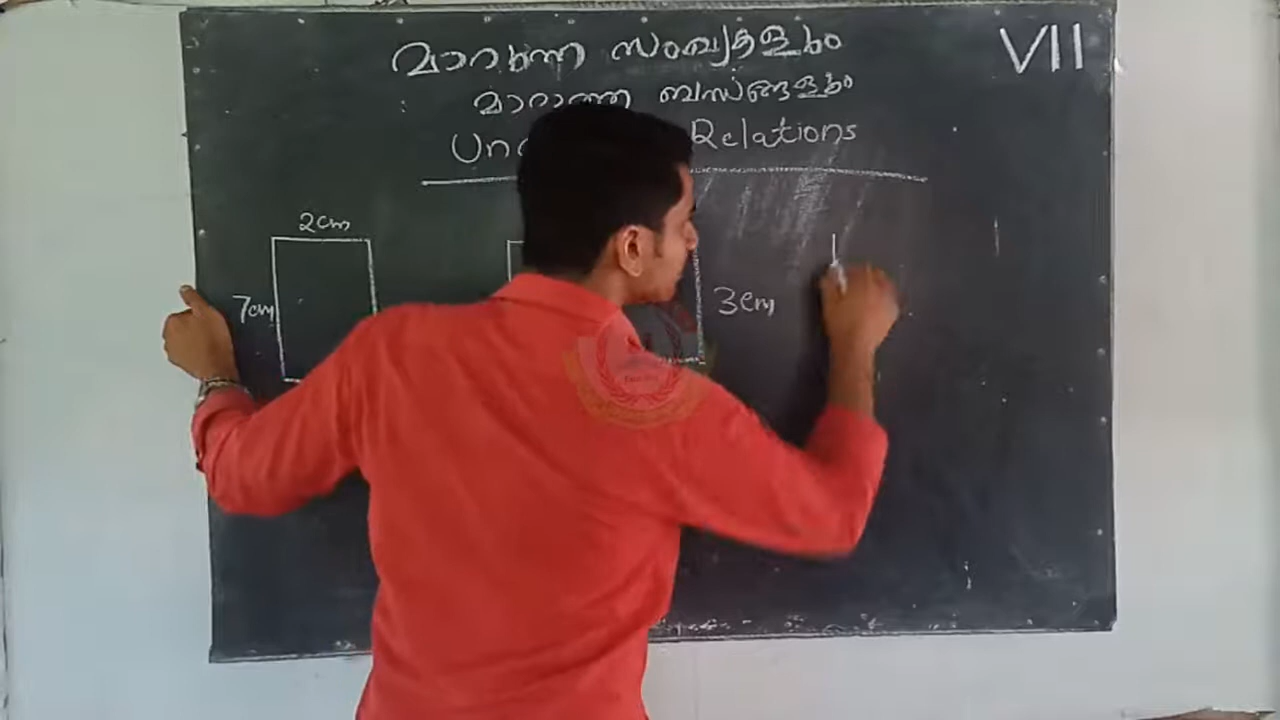 മാറുന്ന സംഖ്യകളും
VII
മാറാത്ത ബന്ധങ്ങളും
Relations
2cm
7cm
3cm